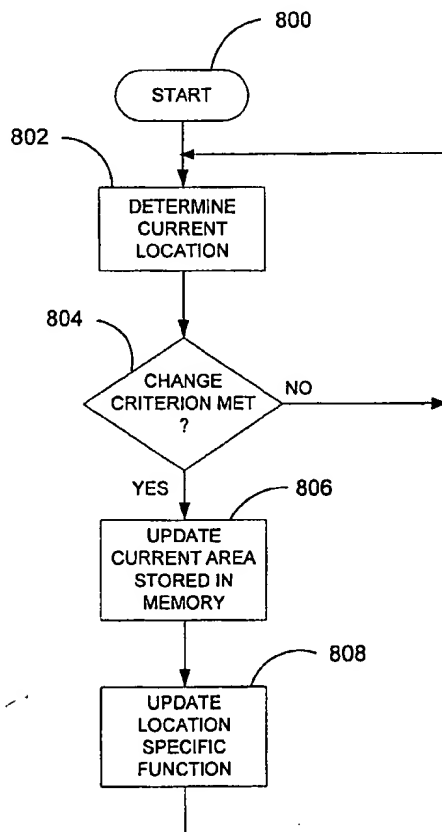 800
START
802
DETERMINE
CURRENT
LOCATION
804
CHANGE
CRITERION MET
?
NO
YES
806
UPDATE
CURRENT AREA
STORED IN
MEMORY
808
UPDATE
LOCATION
SPECIFIC
FUNCTION